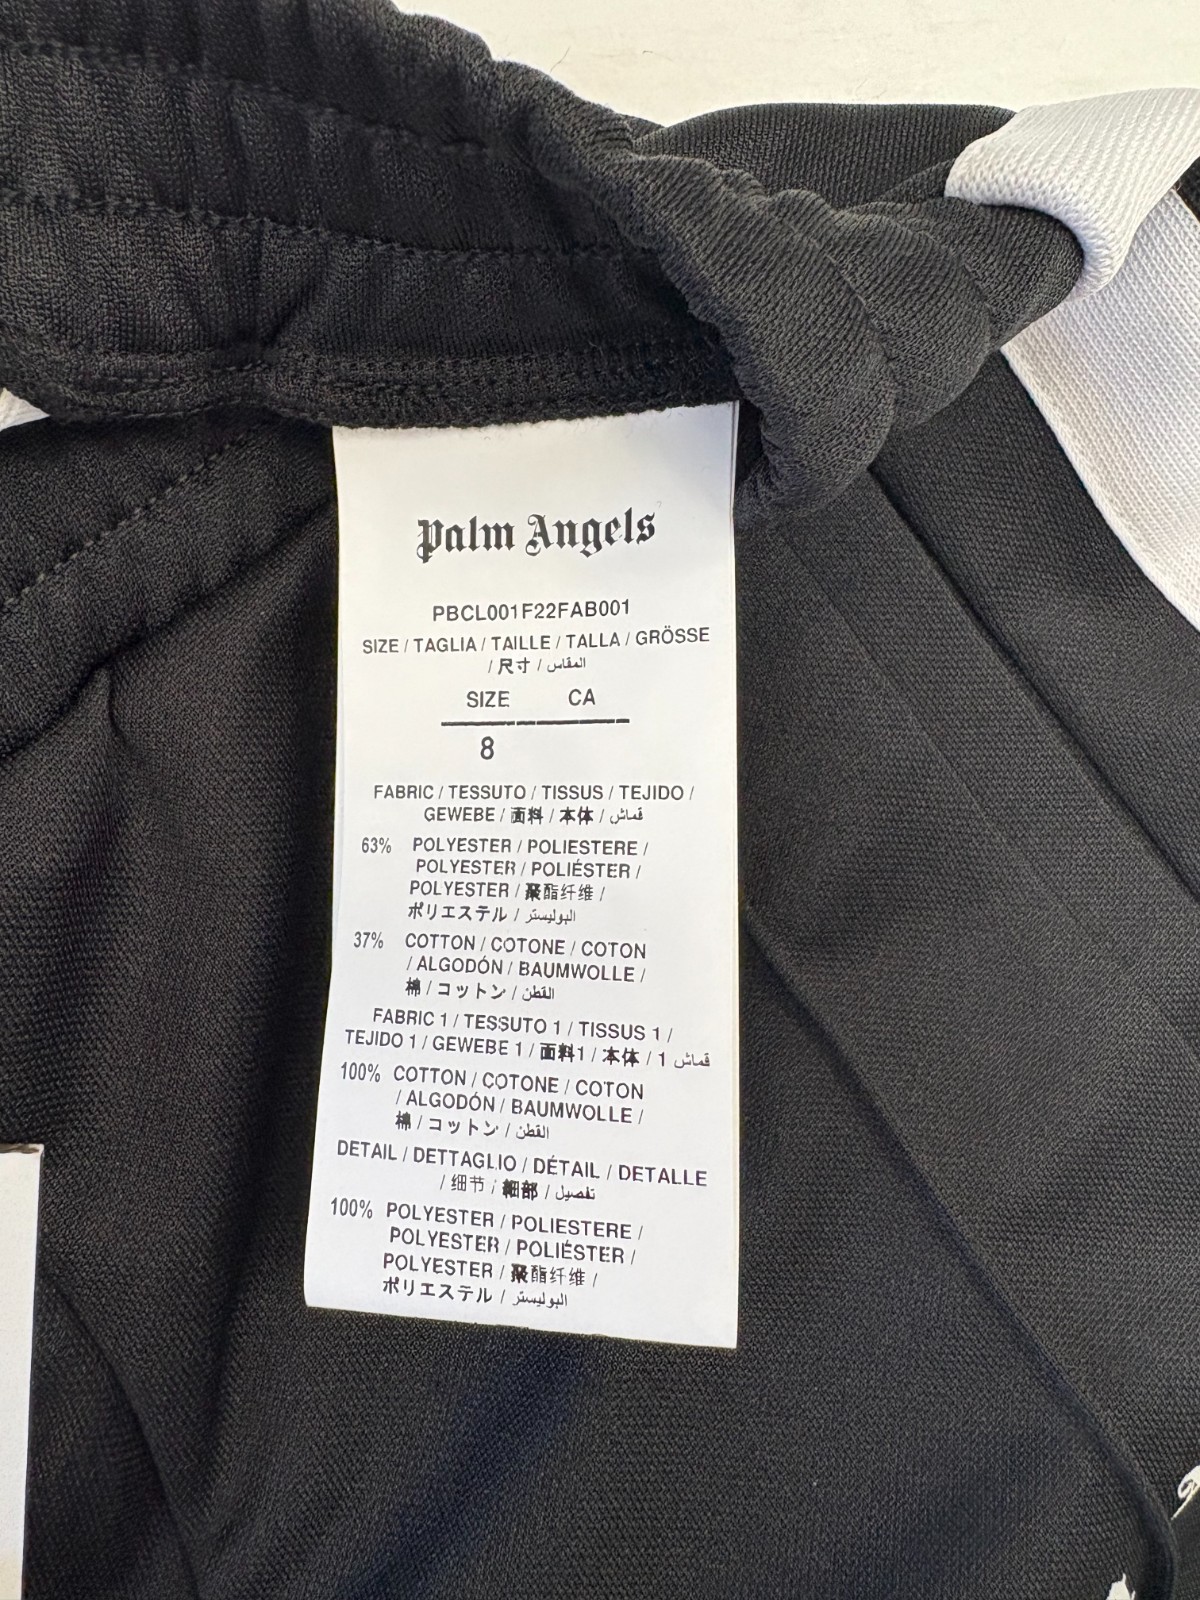 Palm Angels
PBCL001F22FAB001
SIZE / TAGLIA / TAILLE / TALLA / GRÖSSE
/ 尺寸 / المقاس
SIZE CA
8
FABRIC / TESSUTO / TISSUS / TEJIDO /
GEWEBE / 面料 / 本体 / قماش
63% POLYESTER / POLIESTERE /
POLYESTER / POLIÉSTER /
POLYESTER / 聚酯纤维 /
ポリエステル / البوليستر
37% COTTON / COTONE / COTON
/ ALGODÓN / BAUMWOLLE /
棉 / コットン / القطن
FABRIC 1 / TESSUTO 1 / TISSUS 1 /
TEJIDO 1 / GEWEBE 1 / 面料1 / 本体 / 1 قماش
100% COTTON / COTONE / COTON
/ ALGODÓN / BAUMWOLLE /
棉 / コットン / القطن
DETAIL / DETTAGLIO / DÉTAIL / DETALLE
/ 细节 / 細部 / تفصيل
100% POLYESTER / POLIESTERE /
POLYESTER / POLIÉSTER /
POLYESTER / 聚酯纤维 /
ポリエステル / البوليستر